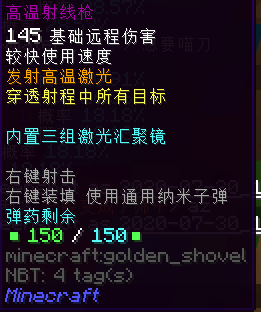 高温射线枪
145 基础远程伤害
较快使用速度
发射高温激光
穿透射程中所有目标
内置三组激光汇聚镜
右键射击
右键装填 使用通用纳米子弹
弹药剩余
▪150 / 150▪
minecraft:golden_shovel
NBT: 4 tag(s)
Minecraft